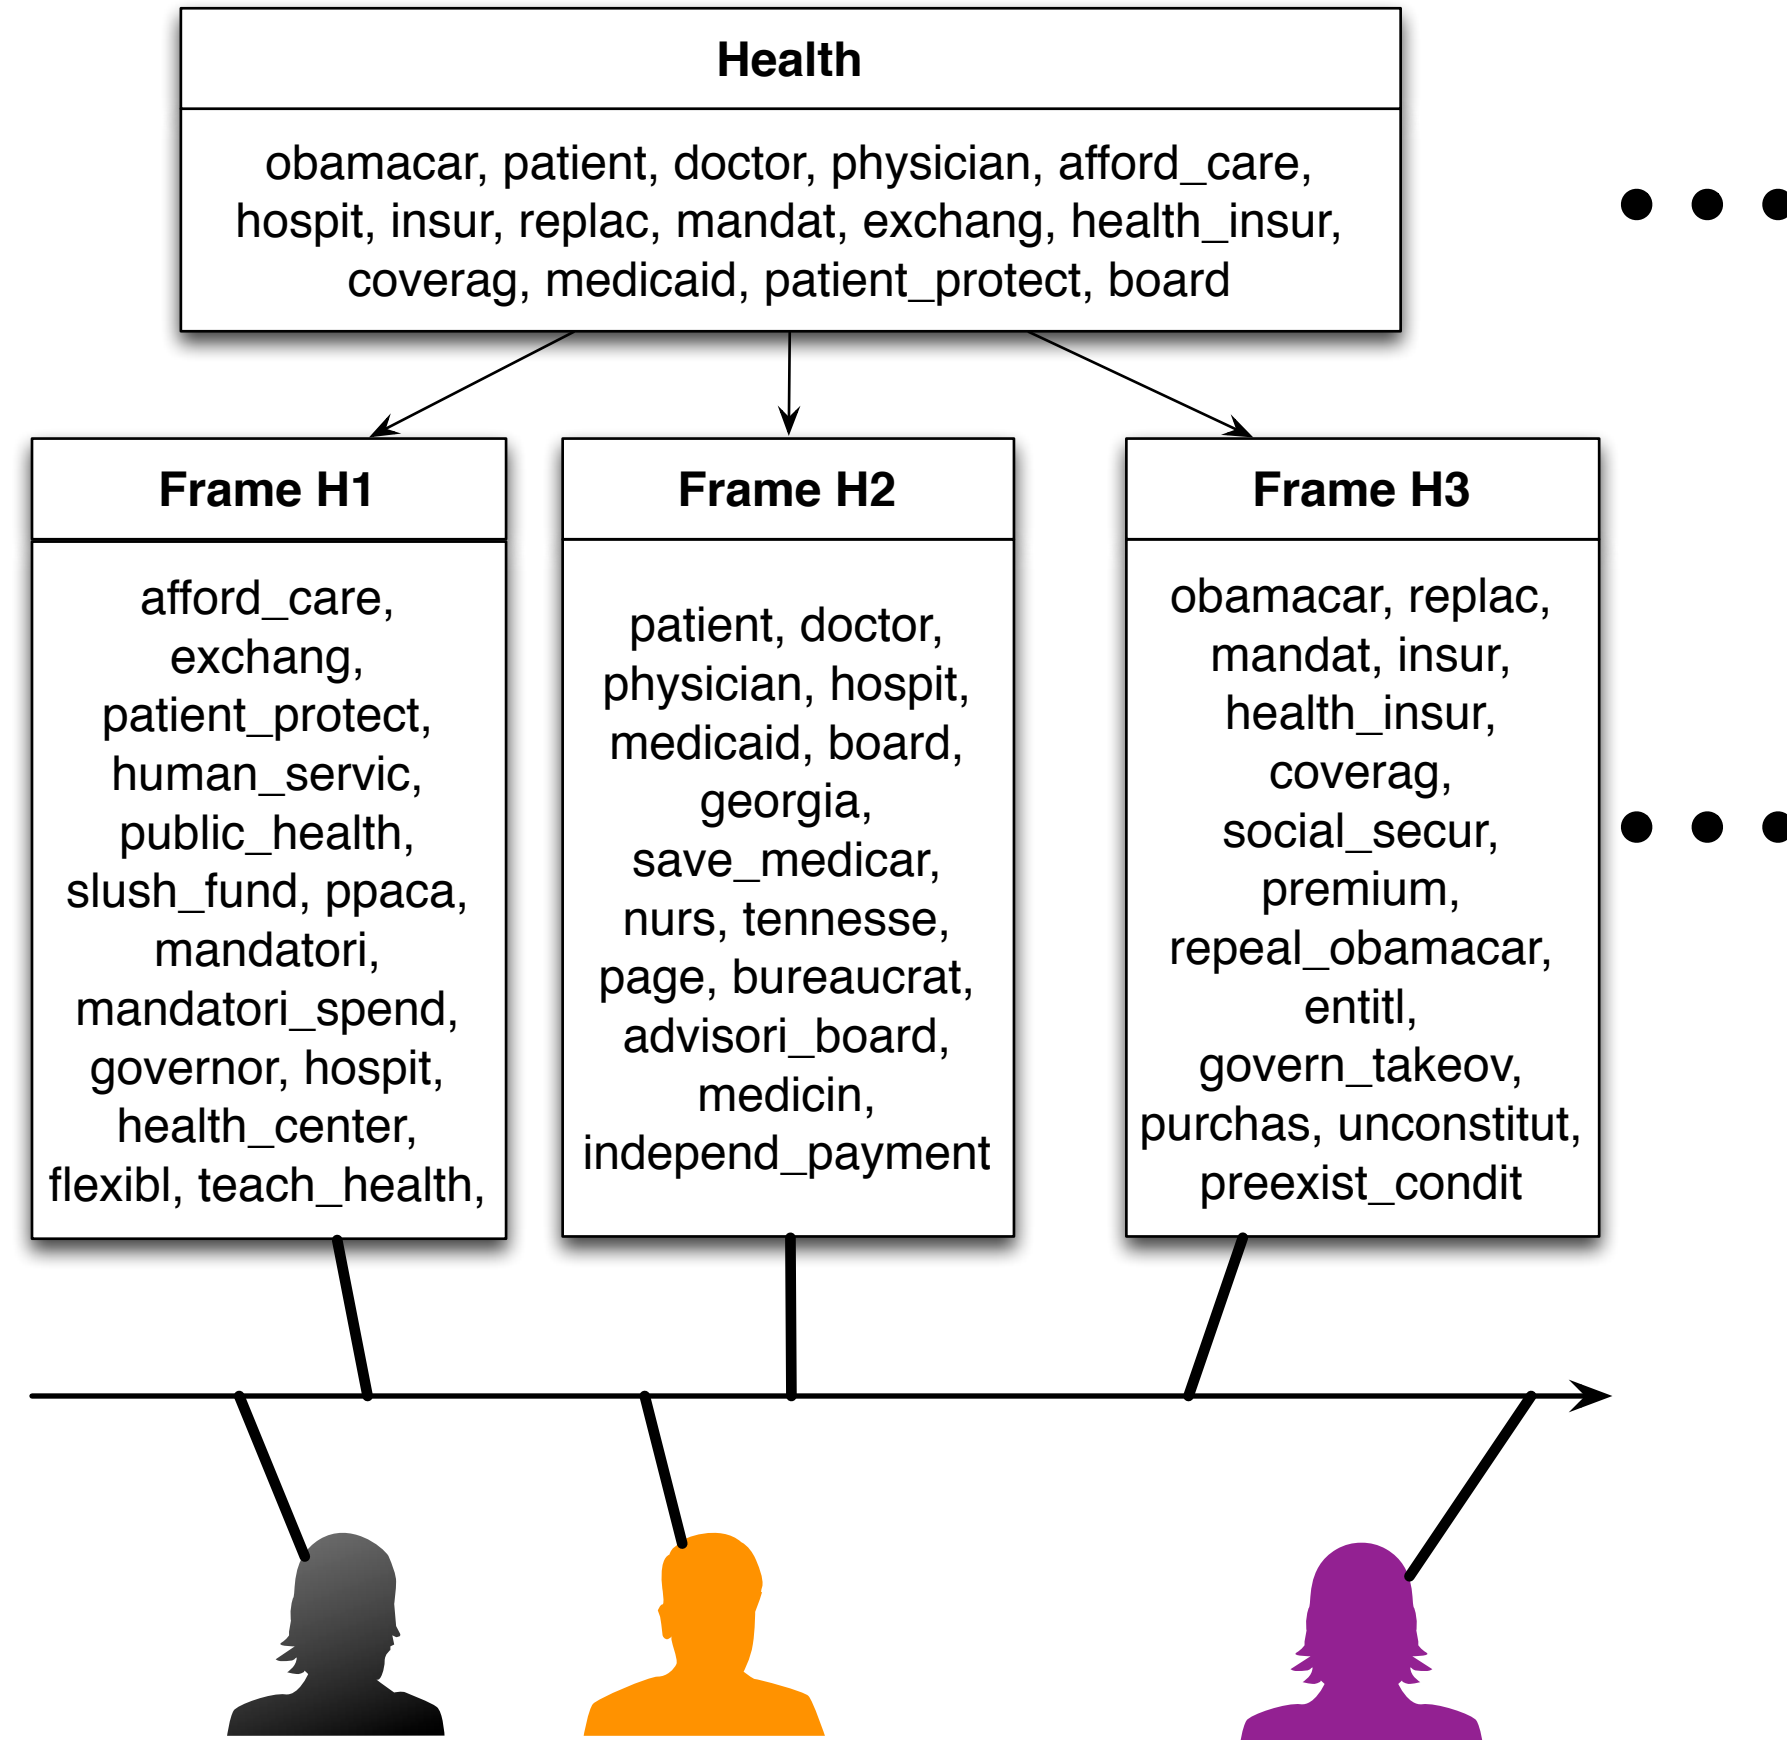 Health
obamacar, patient, doctor, physician, afford_care,
hospit, insur, replac, mandat, exchang, health_insur,
coverag, medicaid, patient_protect, board
Frame H1
afford_care,
exchang,
patient_protect,
human_servic,
public_health,
slush_fund, ppaca,
mandatori,
mandatori_spend,
governor, hospit,
health_center,
flexibl, teach_health,
Frame H2
patient, doctor,
physician, hospit,
medicaid, board,
georgia,
save_medicar,
nurs, tennesse,
page, bureaucrat,
advisori_board,
medicin,
independ_payment
Frame H3
obamacar, replac,
mandat, insur,
health_insur,
coverag,
social_secur,
premium,
repeal_obamacar,
entitl,
govern_takeov,
purchas, unconstitut,
preexist_condit